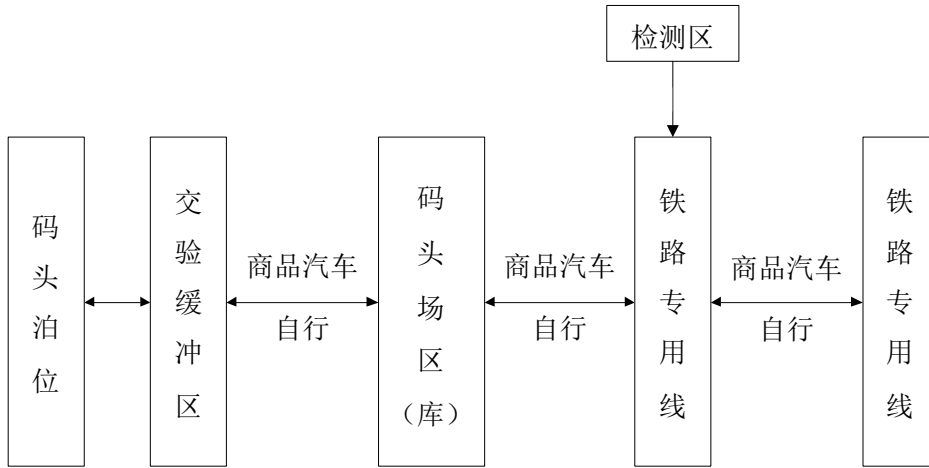 检测区
码头泊位
交验缓冲区
商品汽车
自行
码头场区（库）
商品汽车
自行
铁路专用线
商品汽车
自行
铁路专用线